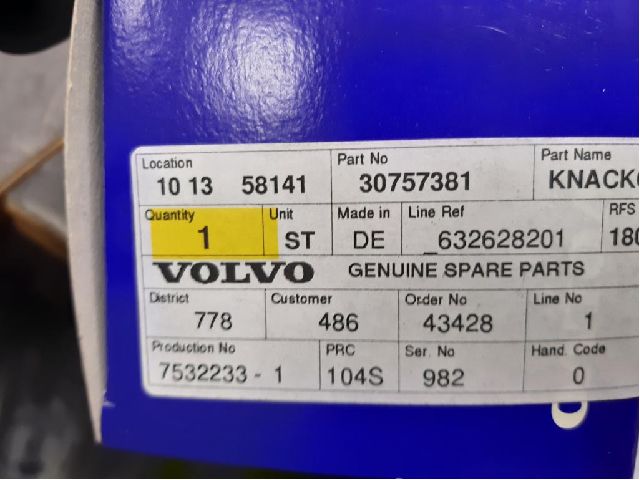 Location Part No Part Name
10 13 58141 30757381 KNACK
Quantity Unit Made in Line Ref RFS
1 ST DE _632628201 180
VOLVO GENUINE SPARE PARTS
District Customer Order No Line No
778 486 43428 1
Production No PRC Ser. No Hand. Code
7532233 - 1 104S 982 0